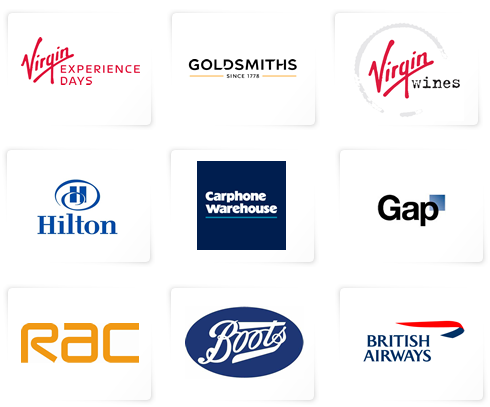 Virgin
EXPERIENCE
DAYS
GOLDSMITHS
SINCE 1778
Virgin
wines
Hilton
Carphone
Warehouse
Gap
RAC
Boots
BRITISH
AIRWAYS